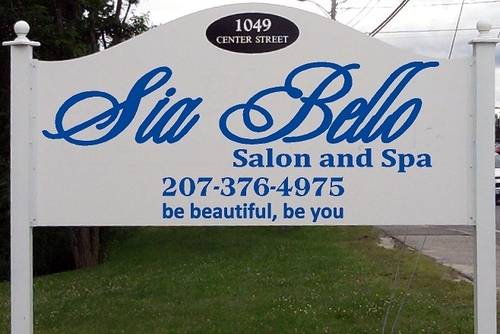 1049
CENTER STREET
Sia Bello
Salon and Spa
207-376-4975
be beautiful, be you